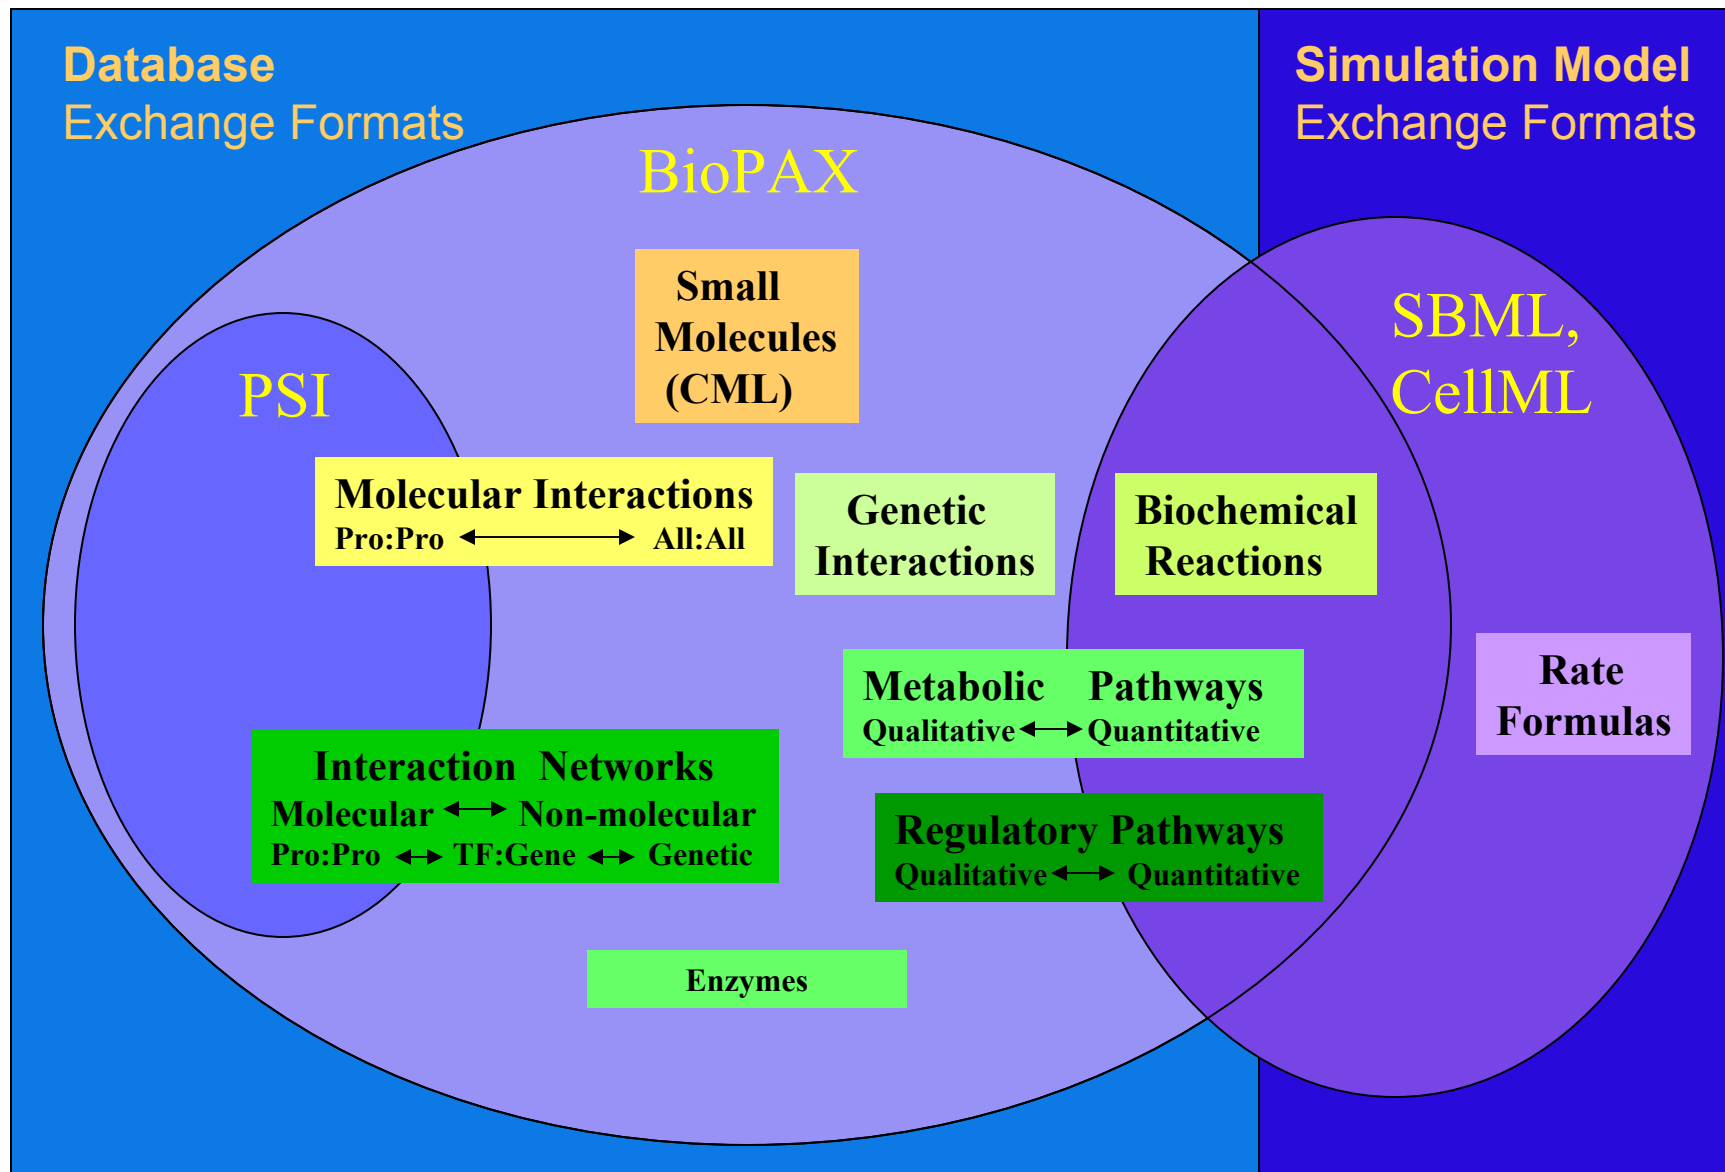 Database
Exchange Formats
Simulation Model
Exchange Formats
BioPAX
Small
Molecules
(CML)
SBML,
CellML
PSI
Molecular Interactions
Pro:Pro All:All
Genetic
Interactions
Biochemical
Reactions
Metabolic Pathways
Qualitative Quantitative
Rate
Formulas
Interaction Networks
Molecular Non-molecular
Pro:Pro TF:Gene Genetic
Regulatory Pathways
Qualitative Quantitative
Enzymes